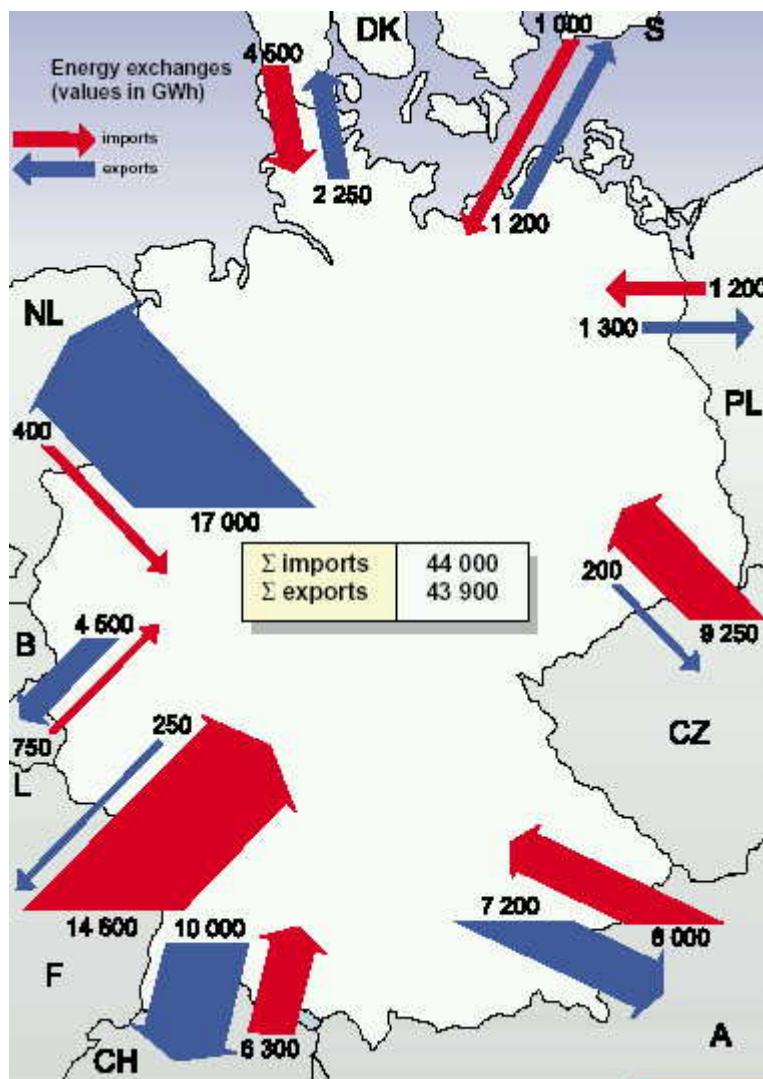 DK
S
1 000
4 500
Energy exchanges
(values in GWh)
imports
exports
2 250
1 200
NL
1 200
1 300
PL
400
17 000
Σ imports 44 000
Σ exports 43 900
200
9 250
B
4 500
750
250
CZ
L
14 600
10 000
7 200
6 000
F
CH
6 300
A